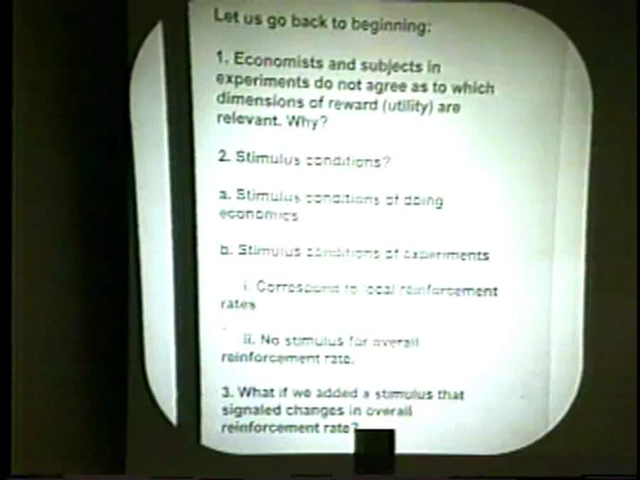 Let us go back to beginning:
1. Economists and subjects in
experiments do not agree as to which
dimensions of reward (utility) are
relevant. Why?
2. Stimulus conditions?
a. Stimulus conditions of doing
economics
b. Stimulus conditions of experiments
i. Correspond to local reinforcement
rates
ii. No stimulus for overall
reinforcement rate.
3. What if we added a stimulus that
signaled changes in overall
reinforcement rate?